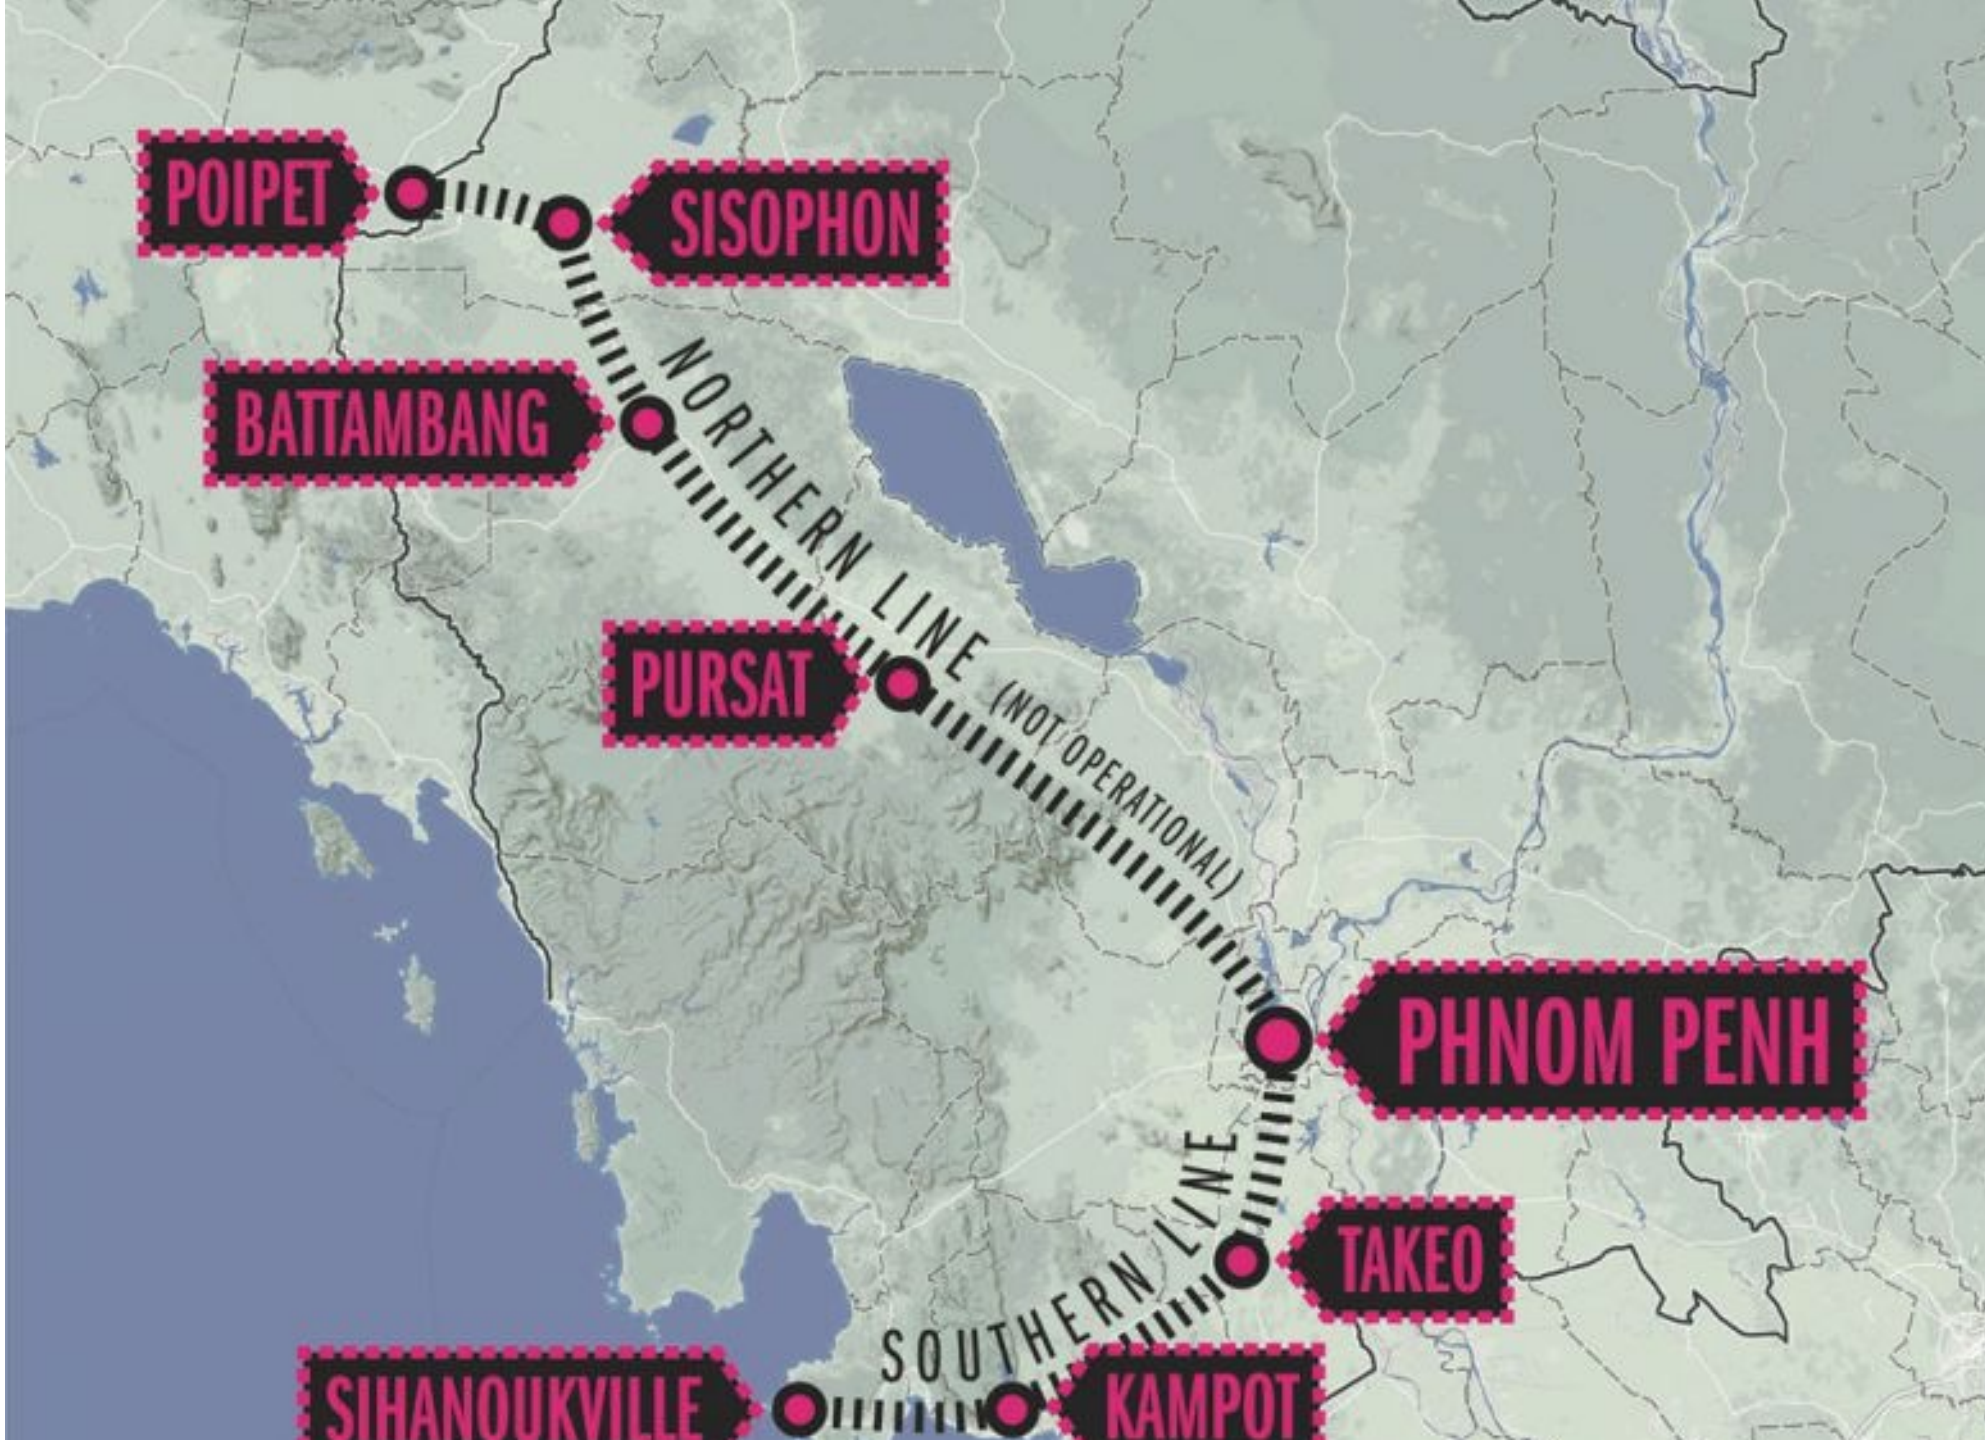 POIPET
SISOPHON
BATTAMBANG
NORTHERN LINE (NOT OPERATIONAL)
PURSAT
PHNOM PENH
SOUTHERN LINE
TAKEO
SIHANOUKVILLE
KAMPOT